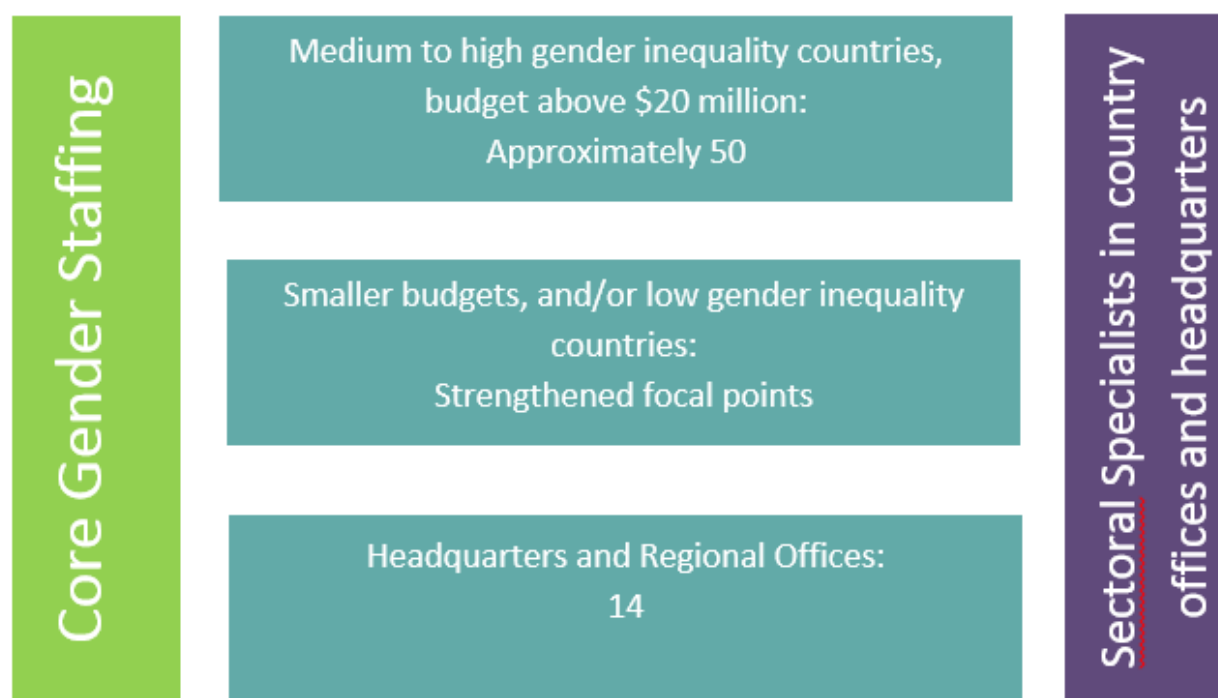 Core Gender Staffing
Medium to high gender inequality countries,
budget above $20 million:
Approximately 50
Smaller budgets, and/or low gender inequality
countries:
Strengthened focal points
Headquarters and Regional Offices:
14
Sectoral Specialists in country
offices and headquarters